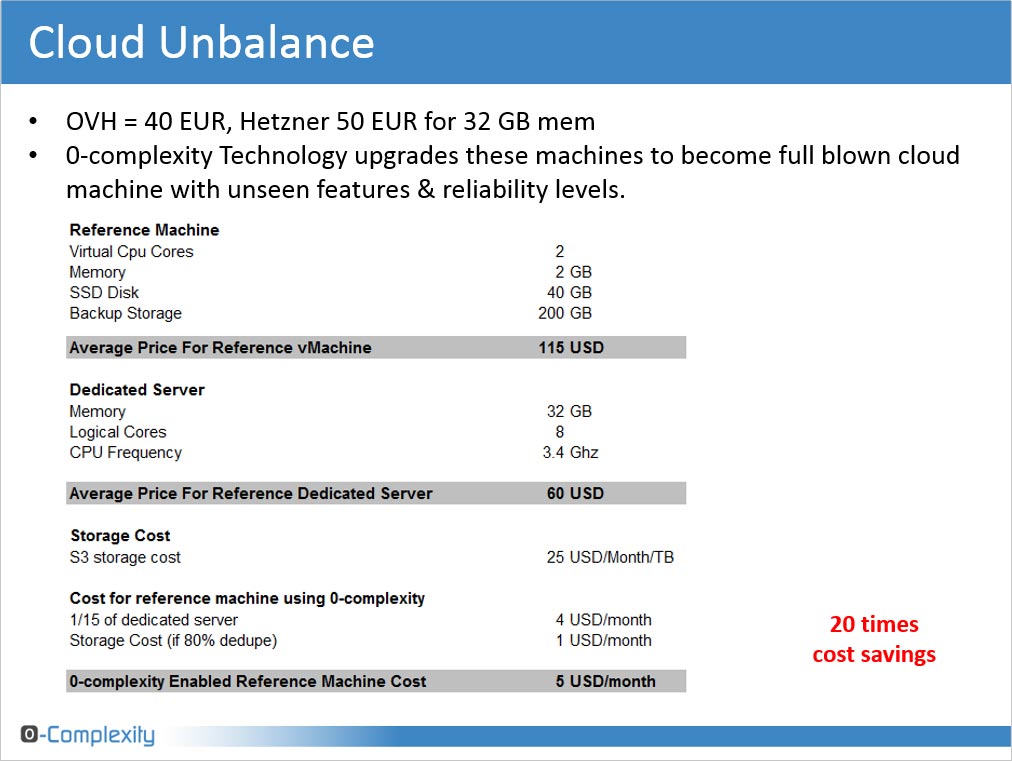 Cloud Unbalance
• OVH = 40 EUR, Hetzner 50 EUR for 32 GB mem
• 0-complexity Technology upgrades these machines to become full blown cloud
machine with unseen features & reliability levels.
Reference Machine
Virtual Cpu Cores 2
Memory 2 GB
SSD Disk 40 GB
Backup Storage 200 GB
Average Price For Reference vMachine 115 USD
Dedicated Server
Memory 32 GB
Logical Cores 8
CPU Frequency 3.4 Ghz
Average Price For Reference Dedicated Server 60 USD
Storage Cost
S3 storage cost 25 USD/Month/TB
Cost for reference machine using 0-complexity
1/15 of dedicated server 4 USD/month
Storage Cost (if 80% dedupe) 1 USD/month
0-complexity Enabled Reference Machine Cost 5 USD/month
20 times
cost savings
0-Complexity